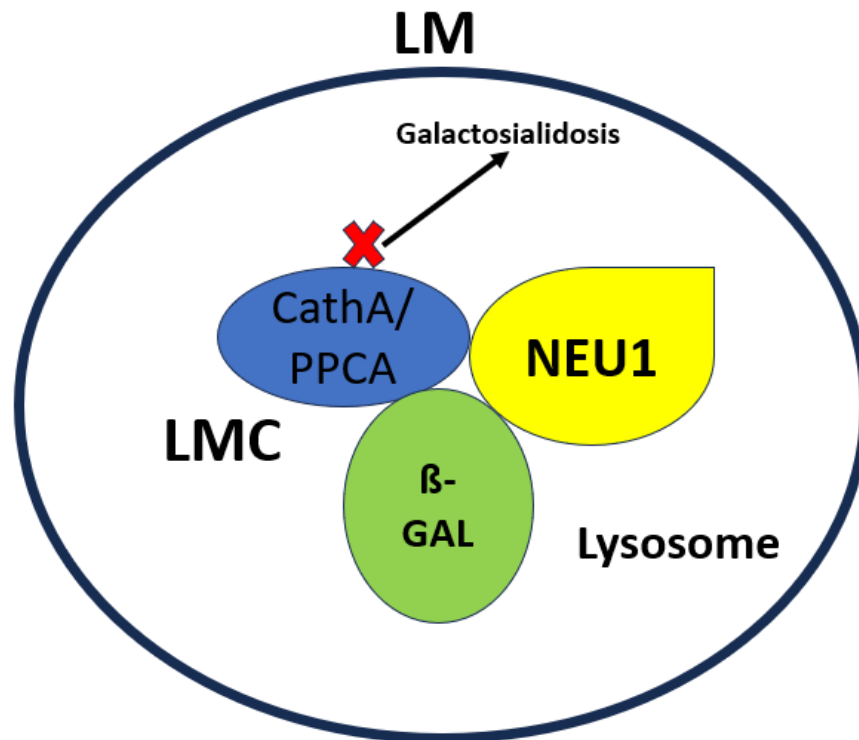 LM
Galactosialidosis
CathA/
PPCA
NEU1
LMC
ß-
GAL
Lysosome